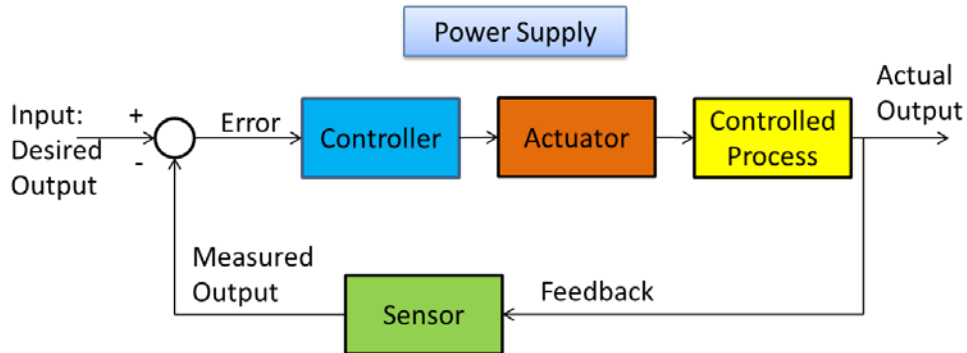 Power Supply
Input:
Desired
Output
+
-
Error
Controller
Actuator
Controlled
Process
Actual
Output
Measured
Output
Sensor
Feedback